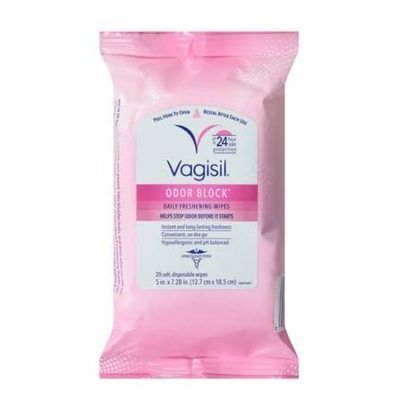 PEEL HERE TO OPEN RESEAL AFTER EACH USE
24 hour
protection
Vagisil.
ODOR BLOCK
DAILY FRESHENING WIPES
HELPS STOP ODOR BEFORE IT STARTS
Instant and long-lasting freshness
Convenient, on the go
Hypoallergenic and pH balanced
20 soft, disposable wipes
5 in. x 7.28 in. (12.7 cm x 18.5 cm)